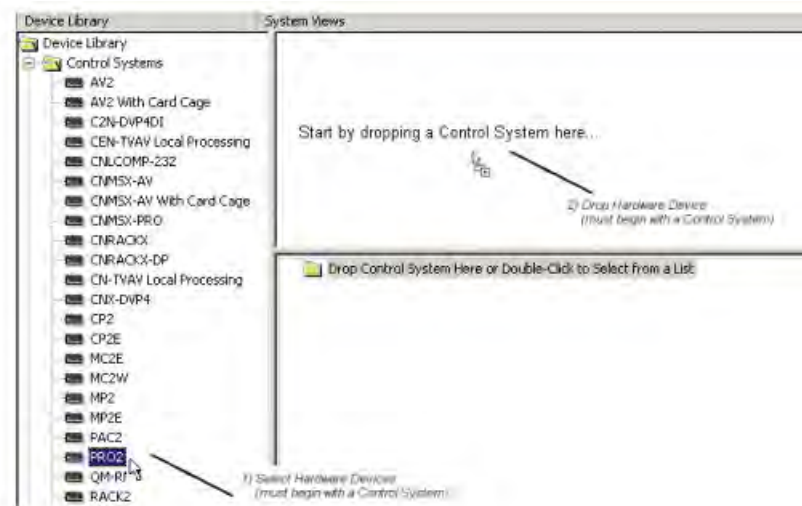 Device Library
System Views
Device Library
Control Systems
AV2
AV2 With Card Cage
C2N-DVP4DI
CEN-TVAV Local Processing
CNLCOMP-232
CNMSX-AV
CNMSX-AV With Card Cage
CNMSX-PRO
CNRACKX
CNRACKX-DP
CN-TVAV Local Processing
CNX-DVP4
CP2
CP2E
MC2E
MC2W
MP2
MP2E
PAC2
PRO2
RACK2
Start by dropping a Control System here...
2) Drop Hardware Device
(must begin with a Control System)
Drop Control System Here or Double-Click to Select from a List
1) Select Hardware Devices
(must begin with a Control System)